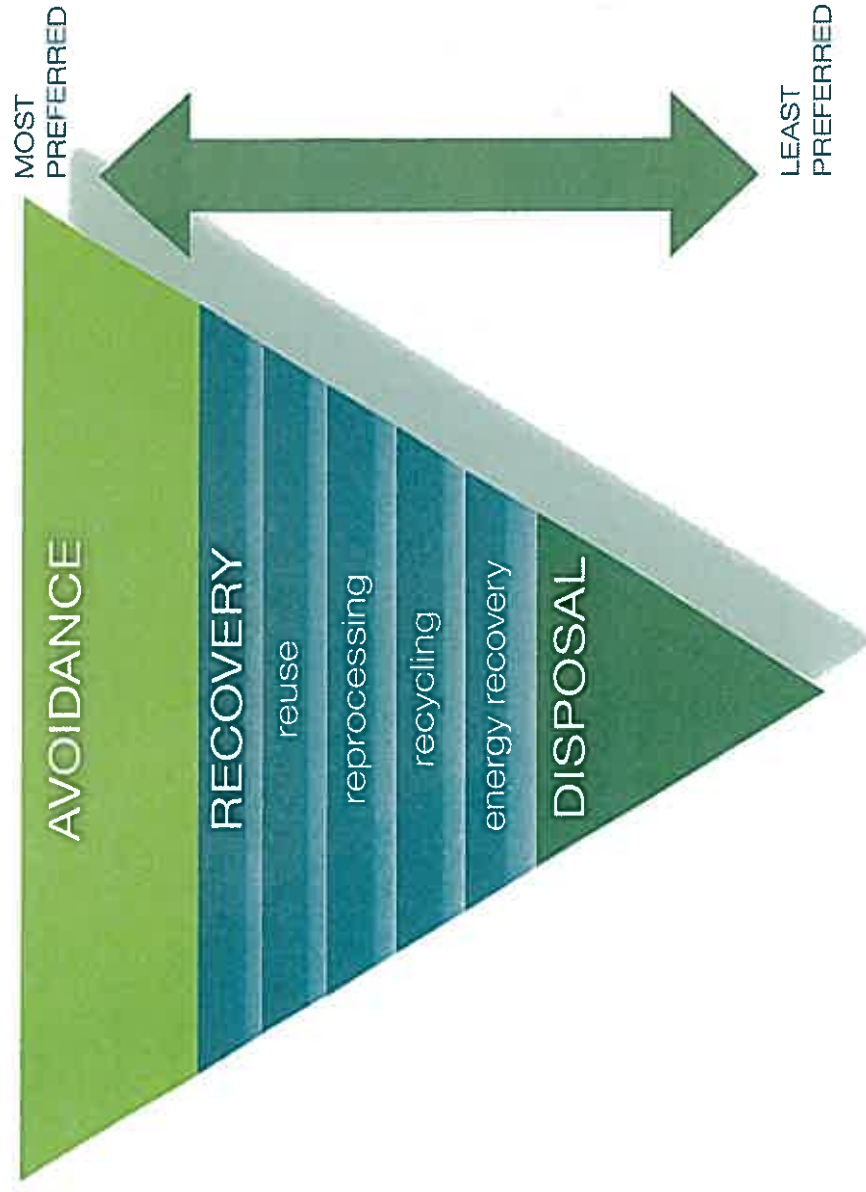 AVOIDANCE
RECOVERY
reuse
reprocessing
recycling
energy recovery
DISPOSAL
MOST
PREFERRED
LEAST
PREFERRED